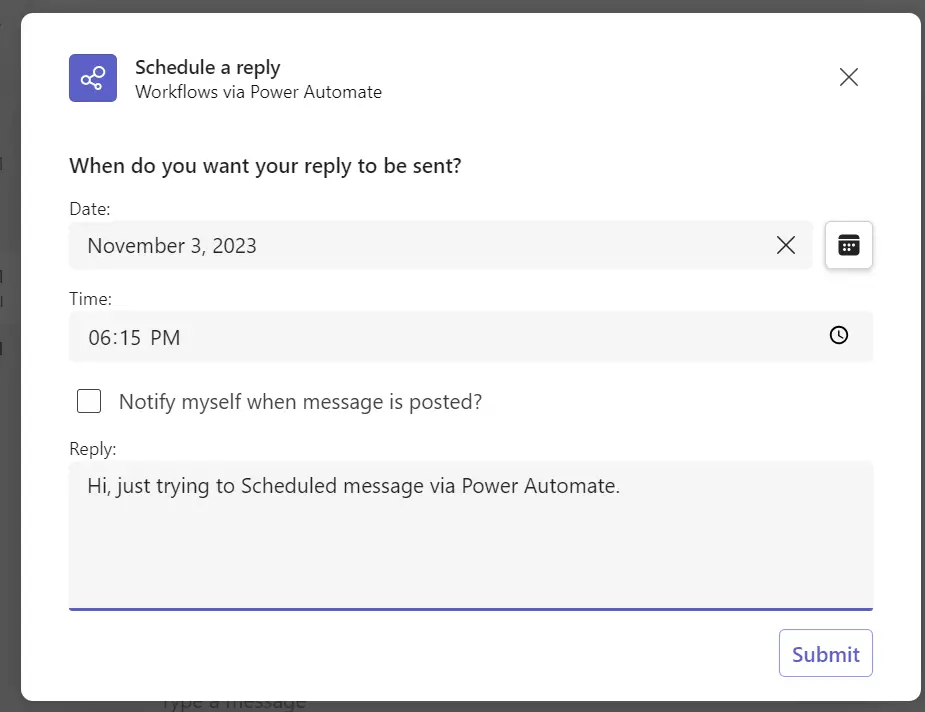 Schedule a reply
Workflows via Power Automate
When do you want your reply to be sent?
Date:
November 3, 2023
Time:
06:15 PM
Notify myself when message is posted?
Reply:
Hi, just trying to Scheduled message via Power Automate.
Submit
Type a message